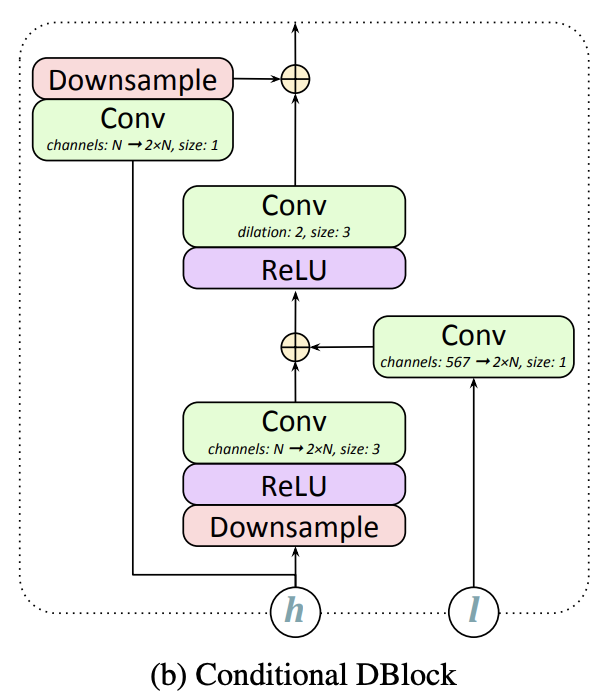 Downsample
Conv
channels: N → 2×N, size: 1
Conv
dilation: 2, size: 3
ReLU
Conv
channels: 567 → 2×N, size: 1
Conv
channels: N → 2×N, size: 3
ReLU
Downsample
h
l
(b) Conditional DBlock